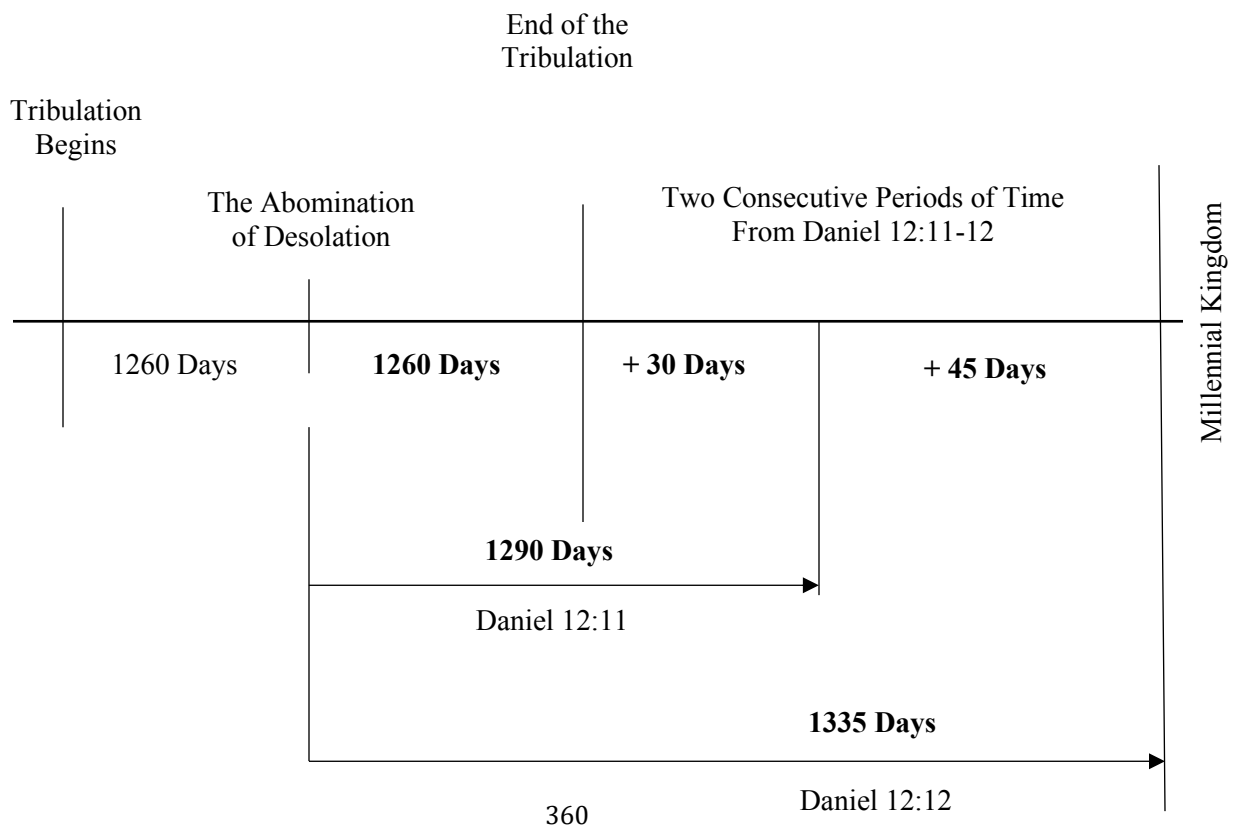 End of the
Tribulation
Tribulation
Begins
The Abomination
of Desolation
Two Consecutive Periods of Time
From Daniel 12:11-12
Millennial Kingdom
1260 Days
1260 Days
+ 30 Days
+ 45 Days
1290 Days
Daniel 12:11
1335 Days
Daniel 12:12
360